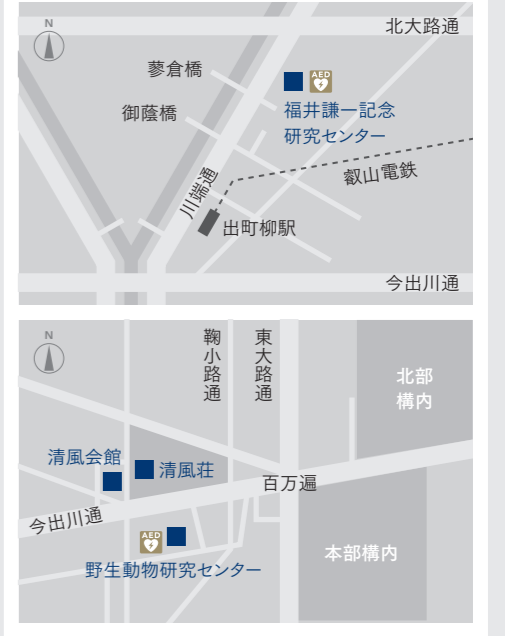 N
北大路通
蓼倉橋
AED
御蔭橋
福井謙一記念
研究センター
叡山電鉄
川端通
出町柳駅
今出川通
N
鞠小路通
東大路通
北部
構内
清風会館
清風荘
百万遍
今出川通
AED
本部構内
野生動物研究センター